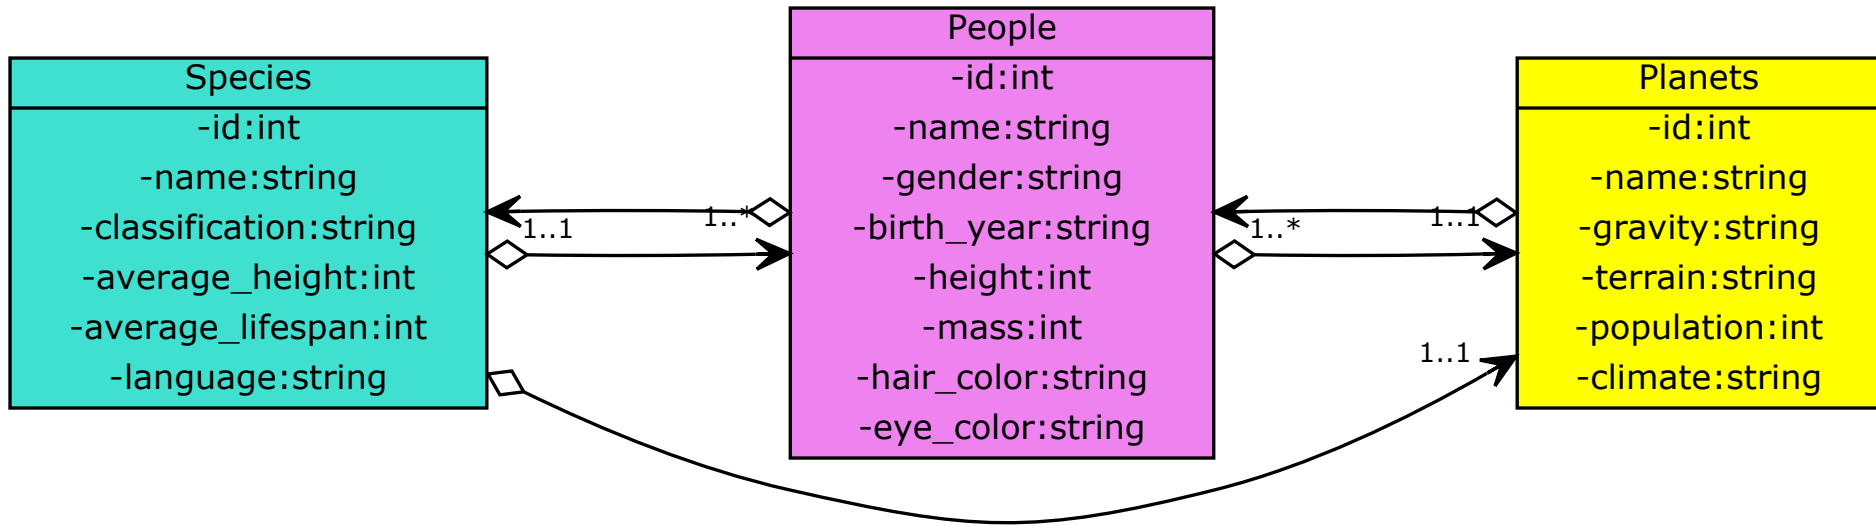 Species
-id:int
-name:string
-classification:string
-average_height:int
-average_lifespan:int
-language:string
1..1
1..*
People
-id:int
-name:string
-gender:string
-birth_year:string
-height:int
-mass:int
-hair_color:string
-eye_color:string
1..*
1..1
1..1
Planets
-id:int
-name:string
-gravity:string
-terrain:string
-population:int
-climate:string